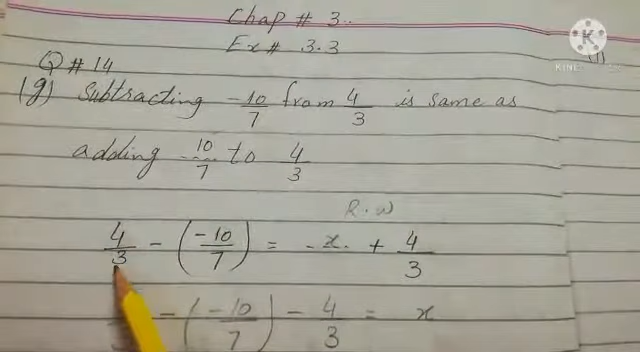 Chap # 3..
Ex # 3.3
Q # 14
(g) Subtracting -10/7 from 4/3 is same as
adding 10/7 to 4/3
R.W
4/3 - (-10/7) = x. + 4/3
- (-10/7) - 4/3 = x